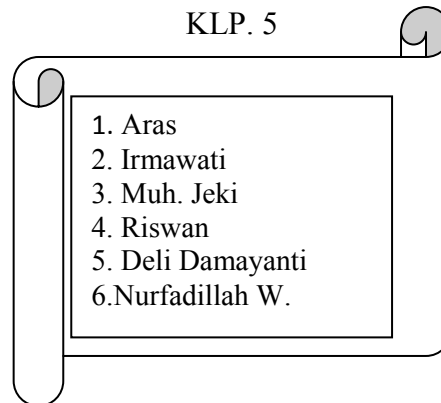 KLP. 5
1. Aras
2. Irmawati
3. Muh. Jeki
4. Riswan
5. Deli Damayanti
6.Nurfadillah W.